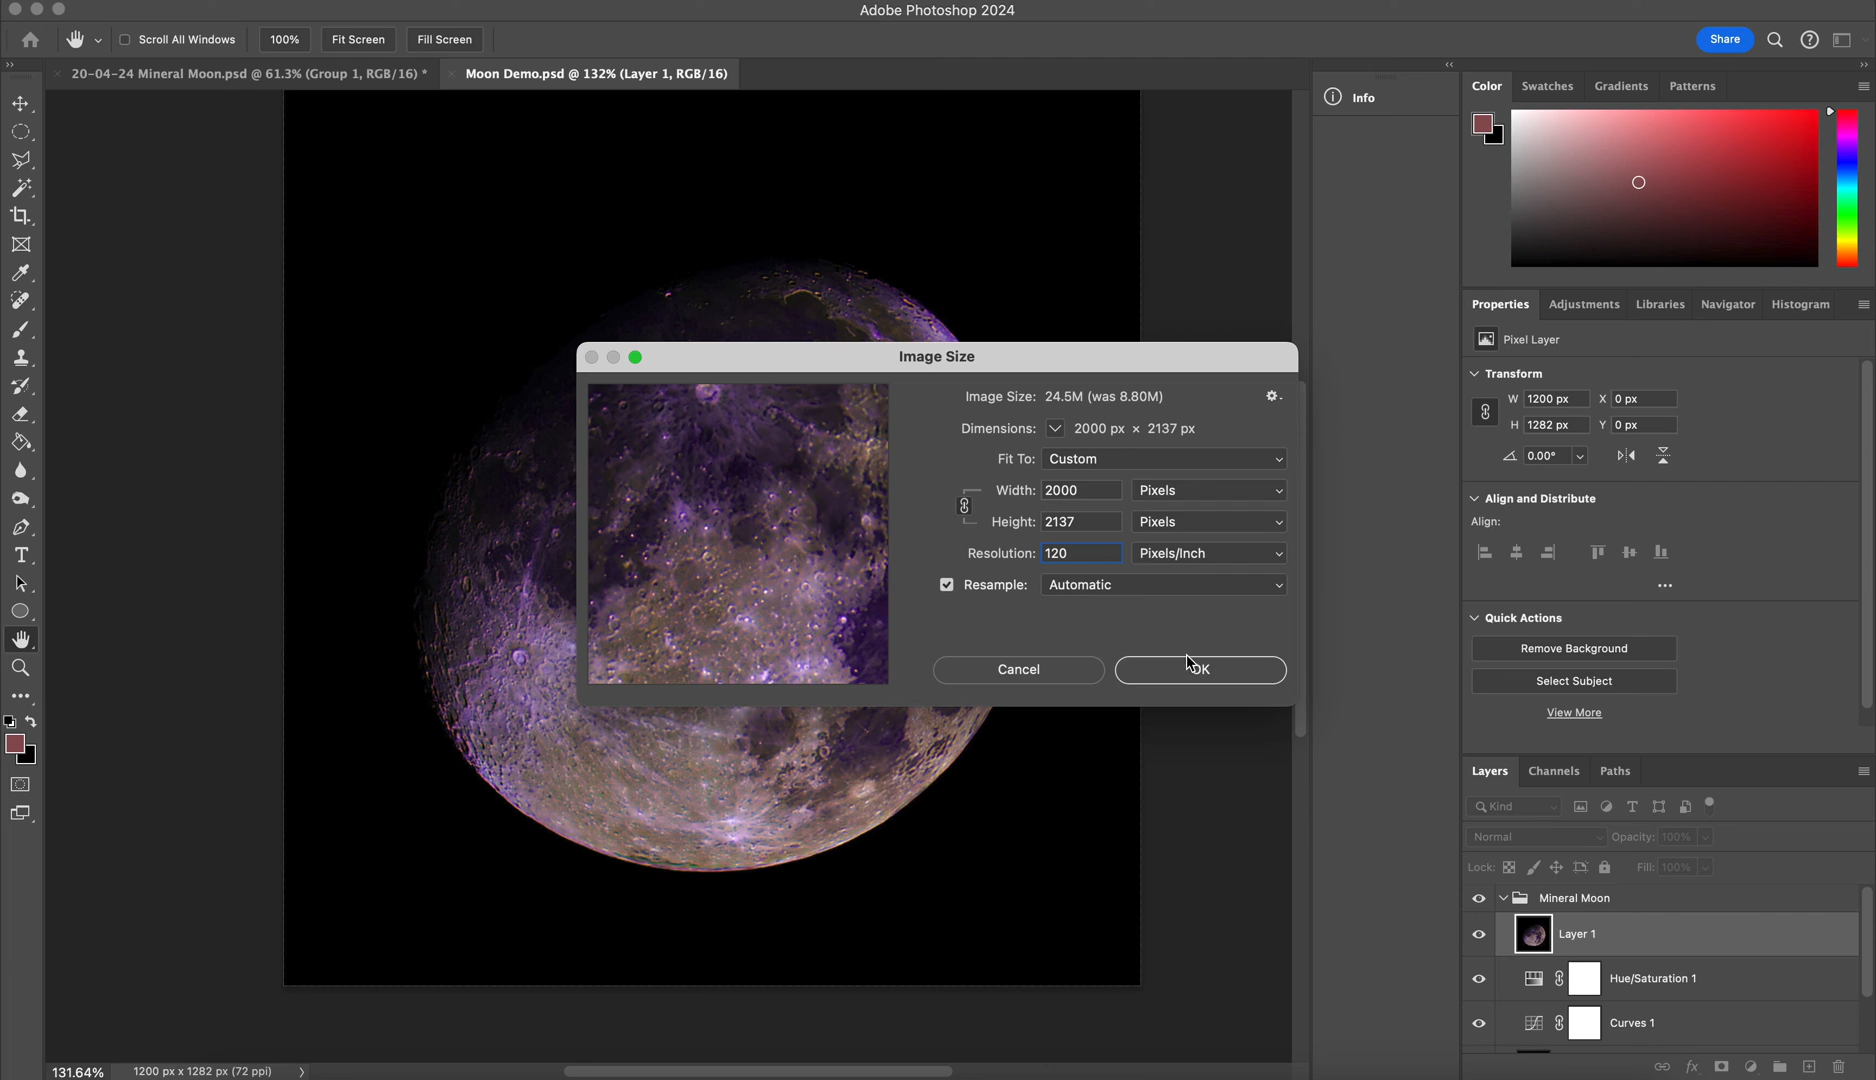 Adobe Photoshop 2024
Scroll All Windows
100%
Fit Screen
Fill Screen
Share
20-04-24 Mineral Moon.psd @ 61.3% (Group 1, RGB/16) *
Moon Demo.psd @ 132% (Layer 1, RGB/16)
Info
Color
Swatches
Gradients
Patterns
Image Size
Image Size: 24.5M (was 8.80M)
Dimensions: 2000 px × 2137 px
Fit To: Custom
Width: 2000 Pixels
Height: 2137 Pixels
Resolution: 120 Pixels/Inch
Resample: Automatic
Cancel
OK
Properties
Adjustments
Libraries
Navigator
Histogram
Pixel Layer
Transform
W 1200 px X 0 px
H 1282 px Y 0 px
0.00°
Align and Distribute
Align:
Quick Actions
Remove Background
Select Subject
View More
Layers
Channels
Paths
Kind
Normal
Opacity: 100%
Lock:
Fill: 100%
Mineral Moon
Layer 1
Hue/Saturation 1
Curves 1
fx
131.64%
1200 px x 1282 px (72 ppi)